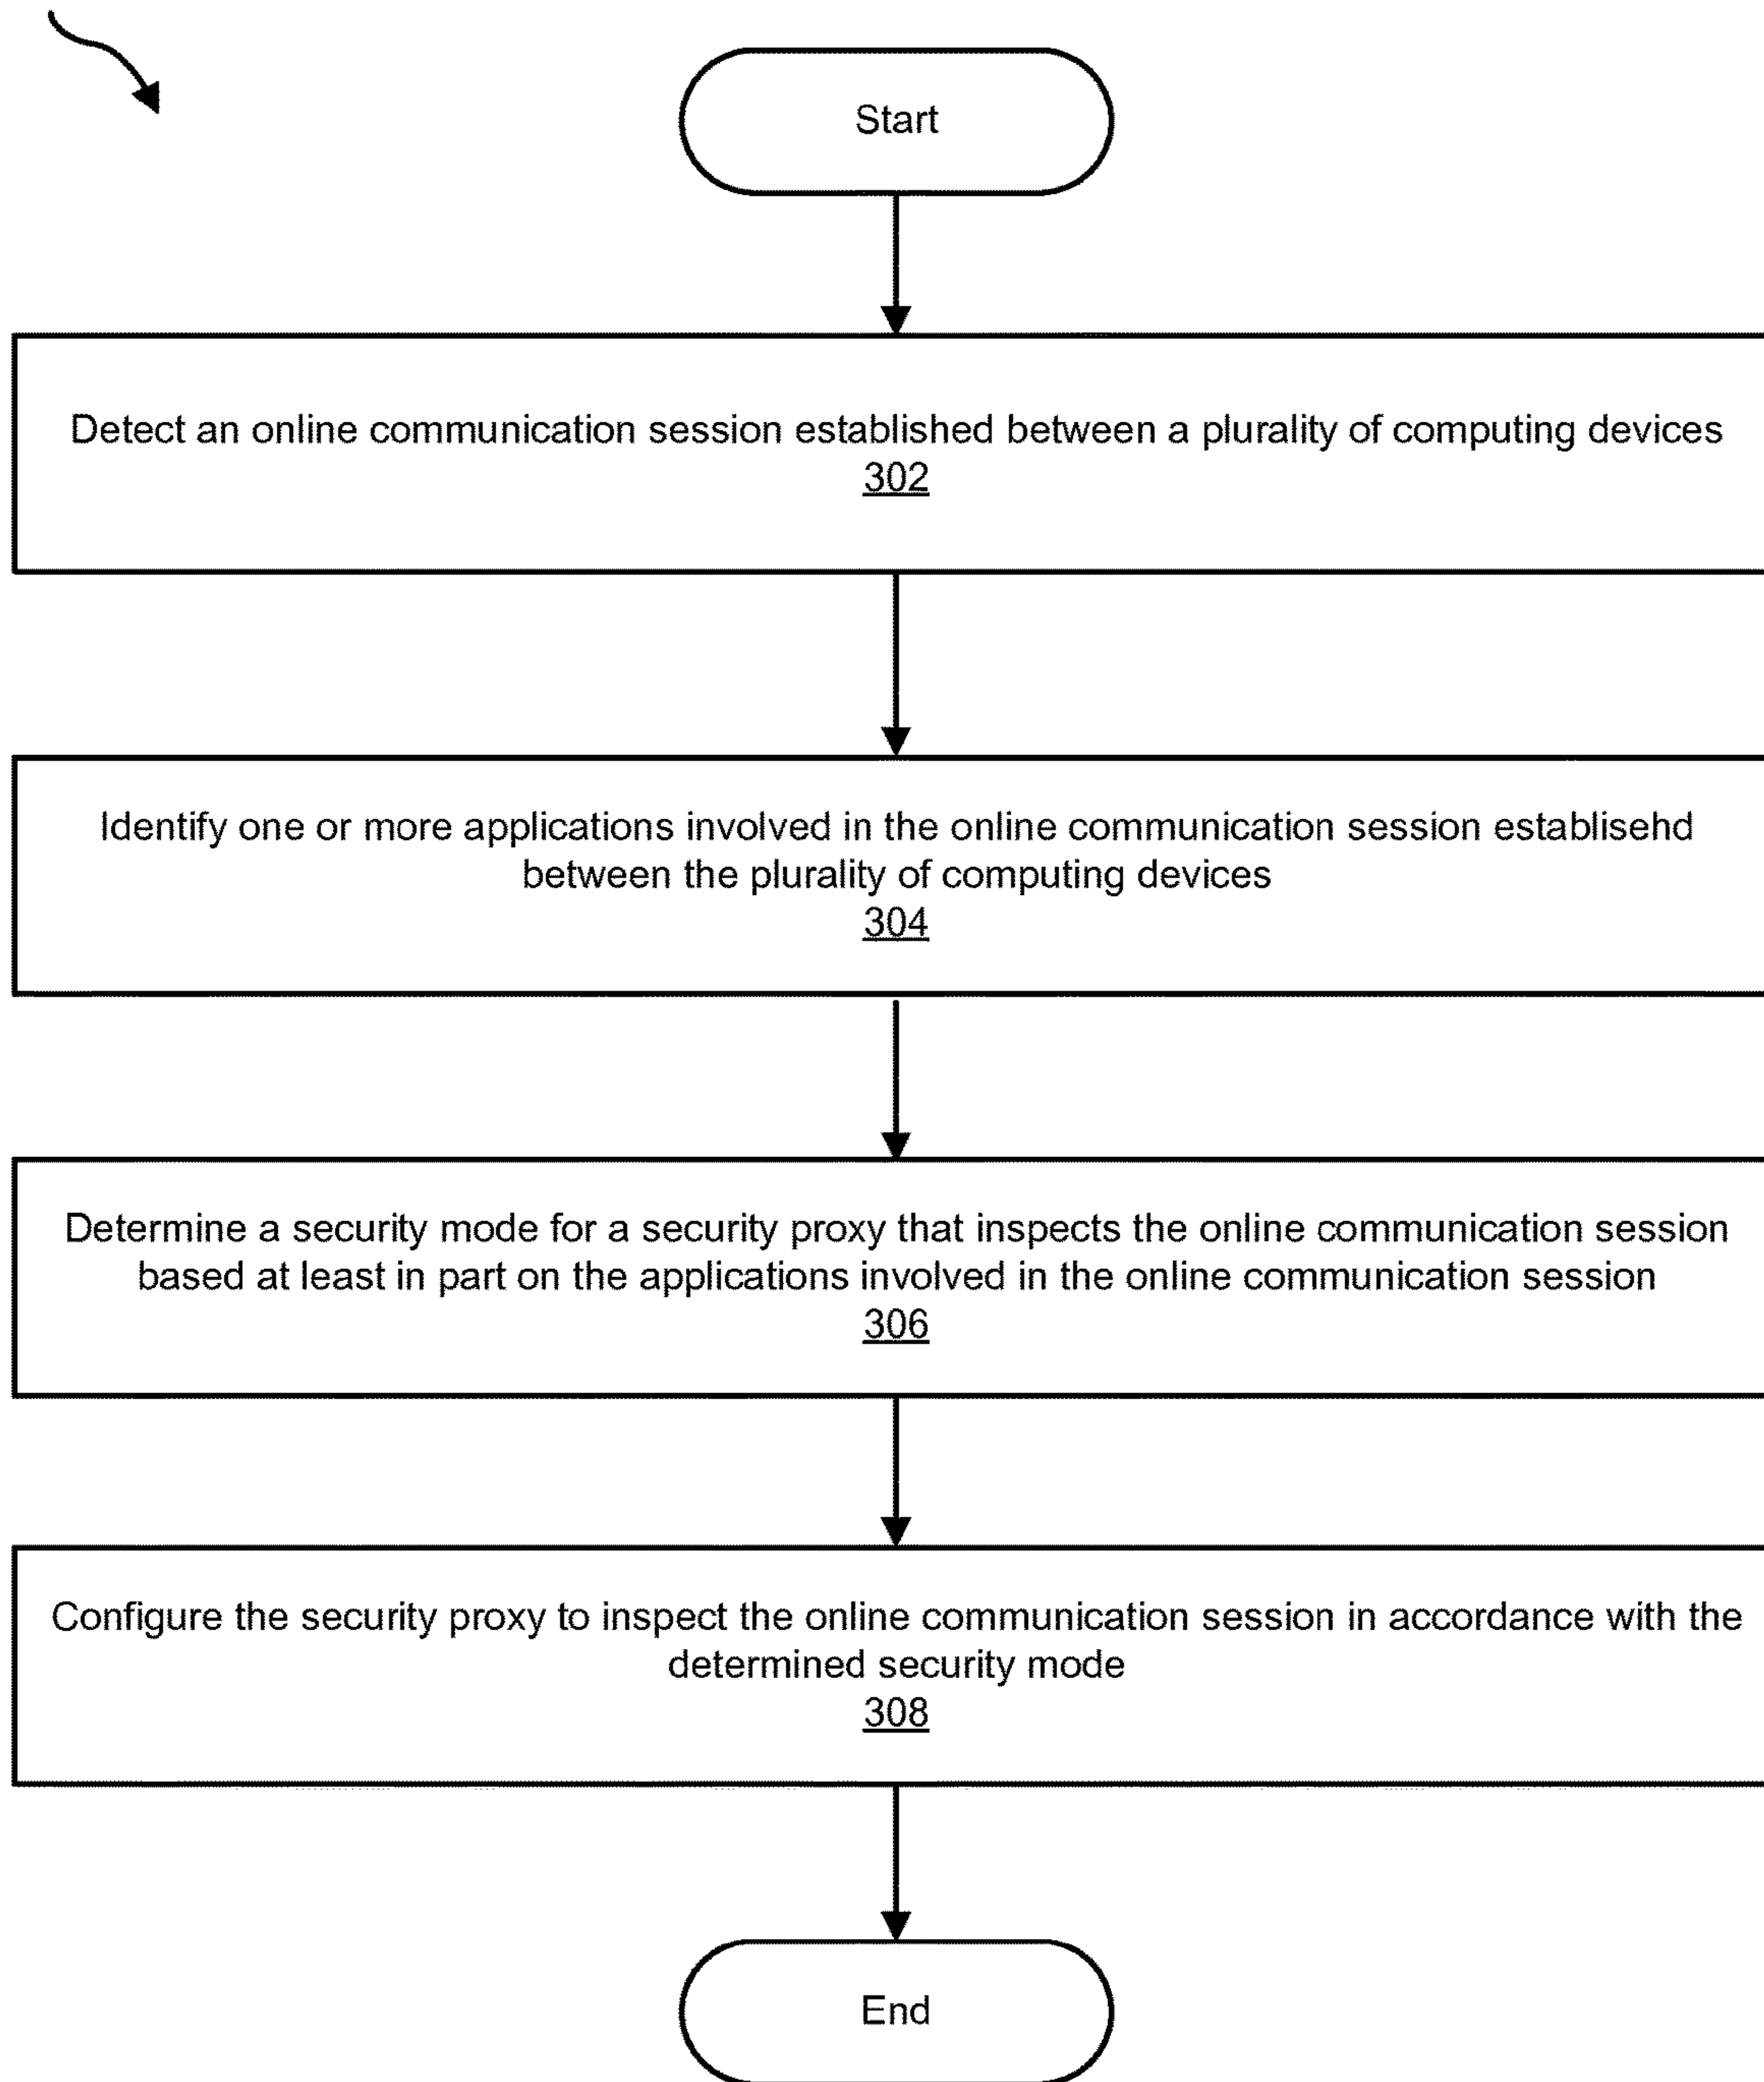 Start
Detect an online communication session established between a plurality of computing devices
302
Identify one or more applications involved in the online communication session establisehd
between the plurality of computing devices
304
Determine a security mode for a security proxy that inspects the online communication session
based at least in part on the applications involved in the online communication session
306
Configure the security proxy to inspect the online communication session in accordance with the
determined security mode
308
End